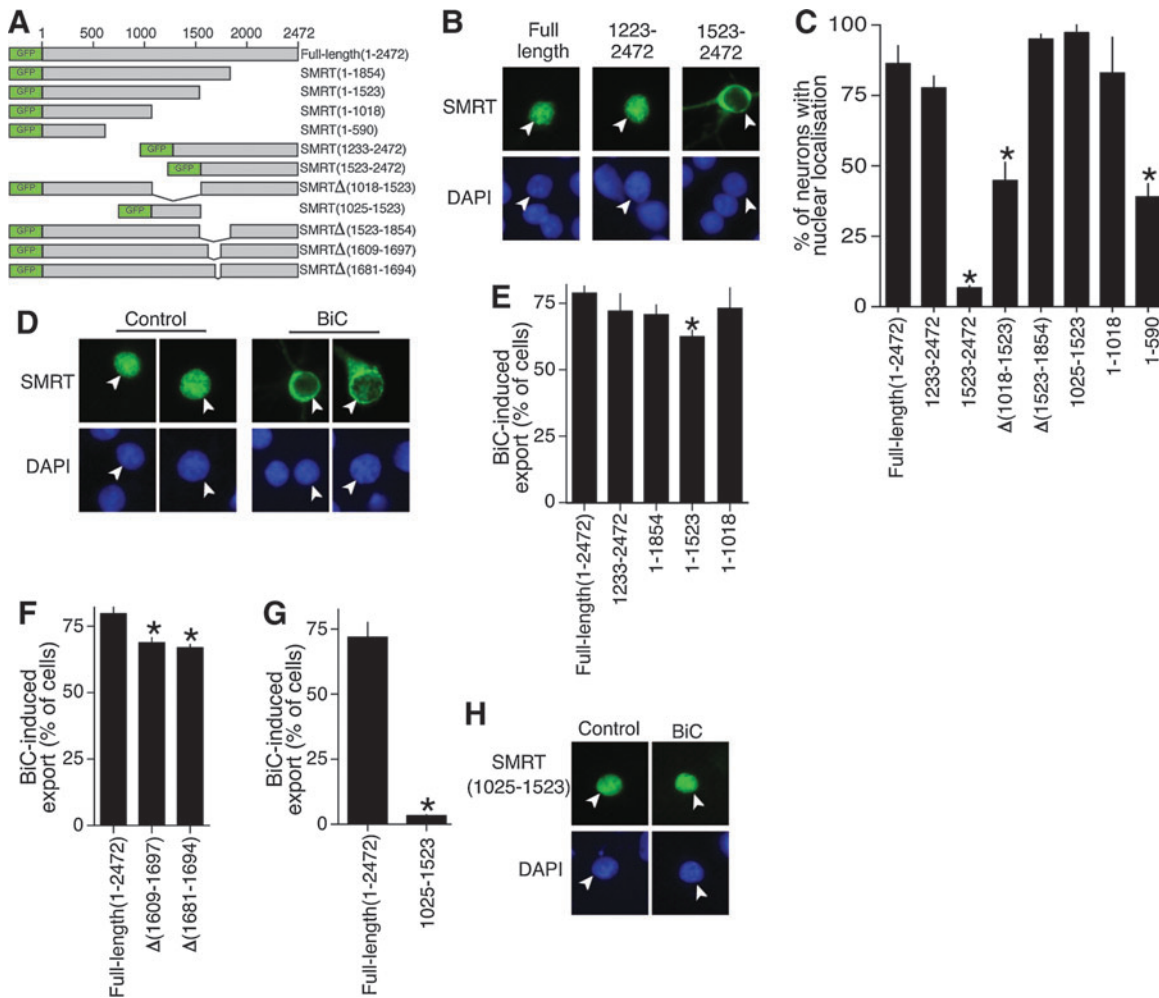 A
1 500 1000 1500 2000 2472
GFP Full-length(1-2472)
GFP SMRT(1-1854)
GFP SMRT(1-1523)
GFP SMRT(1-1018)
GFP SMRT(1-590)
GFP SMRT(1233-2472)
GFP SMRT(1523-2472)
GFP SMRTΔ(1018-1523)
GFP SMRT(1025-1523)
GFP SMRTΔ(1523-1854)
GFP SMRTΔ(1609-1697)
GFP SMRTΔ(1681-1694)
B
Full
length
1223-
2472
1523-
2472
SMRT
DAPI
C
% of neurons with
nuclear localisation
100
75
50
25
0
* * *
Full-length(1-2472)
1233-2472
1523-2472
Δ(1018-1523)
Δ(1523-1854)
1025-1523
1-1018
1-590
D
Control BiC
SMRT
DAPI
E
BiC-induced
export (% of cells)
75
50
75
0
*
Full-length(1-2472)
1233-2472
1-1854
1-1523
1-1018
F
BiC-induced
export (% of cells)
75
50
75
0
* *
Full-length(1-2472)
Δ(1609-1697)
Δ(1681-1694)
G
BiC-induced
export (% of cells)
75
50
75
0
*
Full-length(1-2472)
1025-1523
H
Control BiC
SMRT
(1025-1523)
DAPI